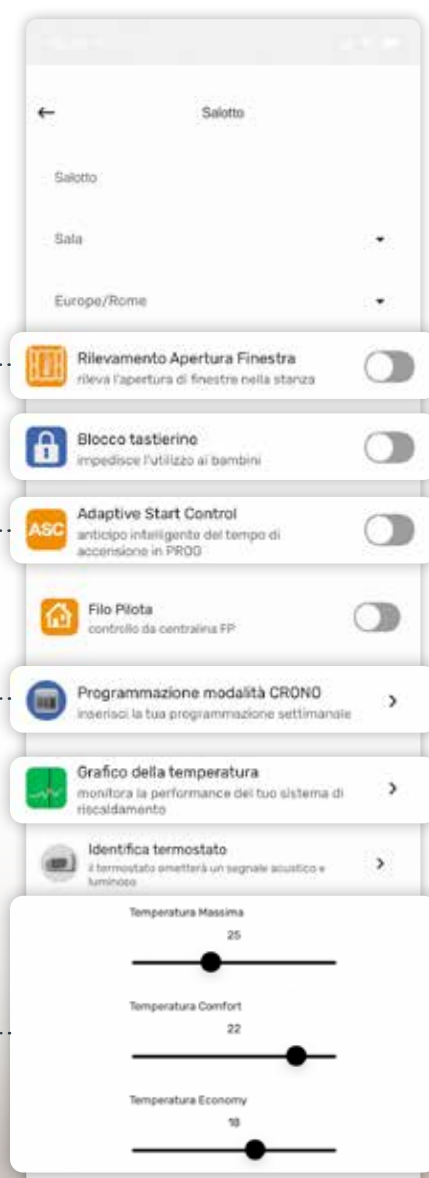 Salotto
Salotto
Sala
Europe/Rome
Rilevamento Apertura Finestra
rileva l'apertura di finestre nella stanza
Blocco tastierino
impedisce l'utilizzo ai bambini
ASC
Adaptive Start Control
anticipo intelligente del tempo di
accensione in PROG
Filo Pilota
controllo da centralina FP
Programmazione modalità CRONO
inserisci la tua programmazione settimanale
Grafico della temperatura
monitora la performance del tuo sistema di
riscaldamento
Identifica termostato
il termostato emetterà un segnale acustico e
luminoso
Temperatura Massima
25
Temperatura Comfort
22
Temperatura Economy
18